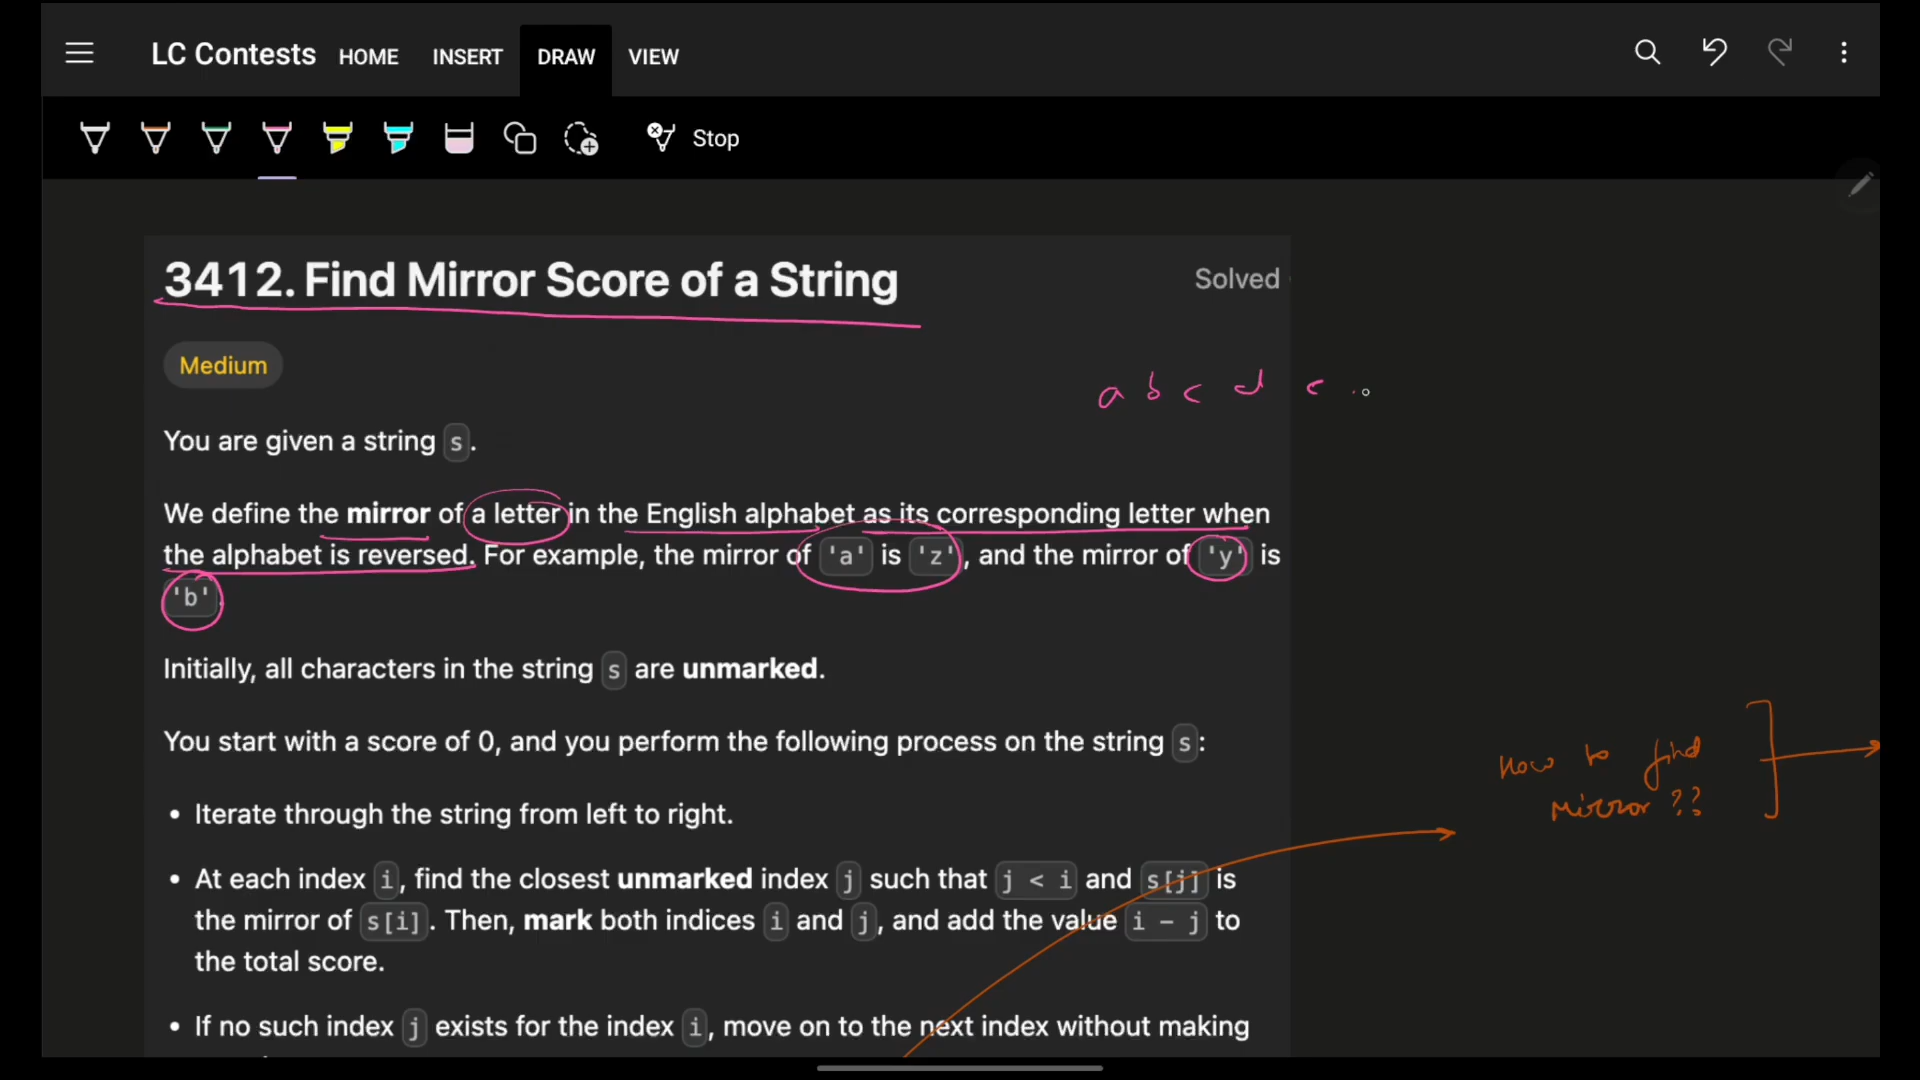 LC Contests HOME INSERT DRAW VIEW
Stop
3412. Find Mirror Score of a String
Solved
Medium
a b c d e ..
You are given a string s.
We define the mirror of a letter in the English alphabet as its corresponding letter when
the alphabet is reversed. For example, the mirror of 'a' is 'z', and the mirror of 'y' is
'b'.
Initially, all characters in the string s are unmarked.
You start with a score of 0, and you perform the following process on the string s:
How to find
Mirror ??
• Iterate through the string from left to right.
• At each index i, find the closest unmarked index j such that j < i and s[j] is
the mirror of s[i]. Then, mark both indices i and j, and add the value i - j to
the total score.
• If no such index j exists for the index i, move on to the next index without making